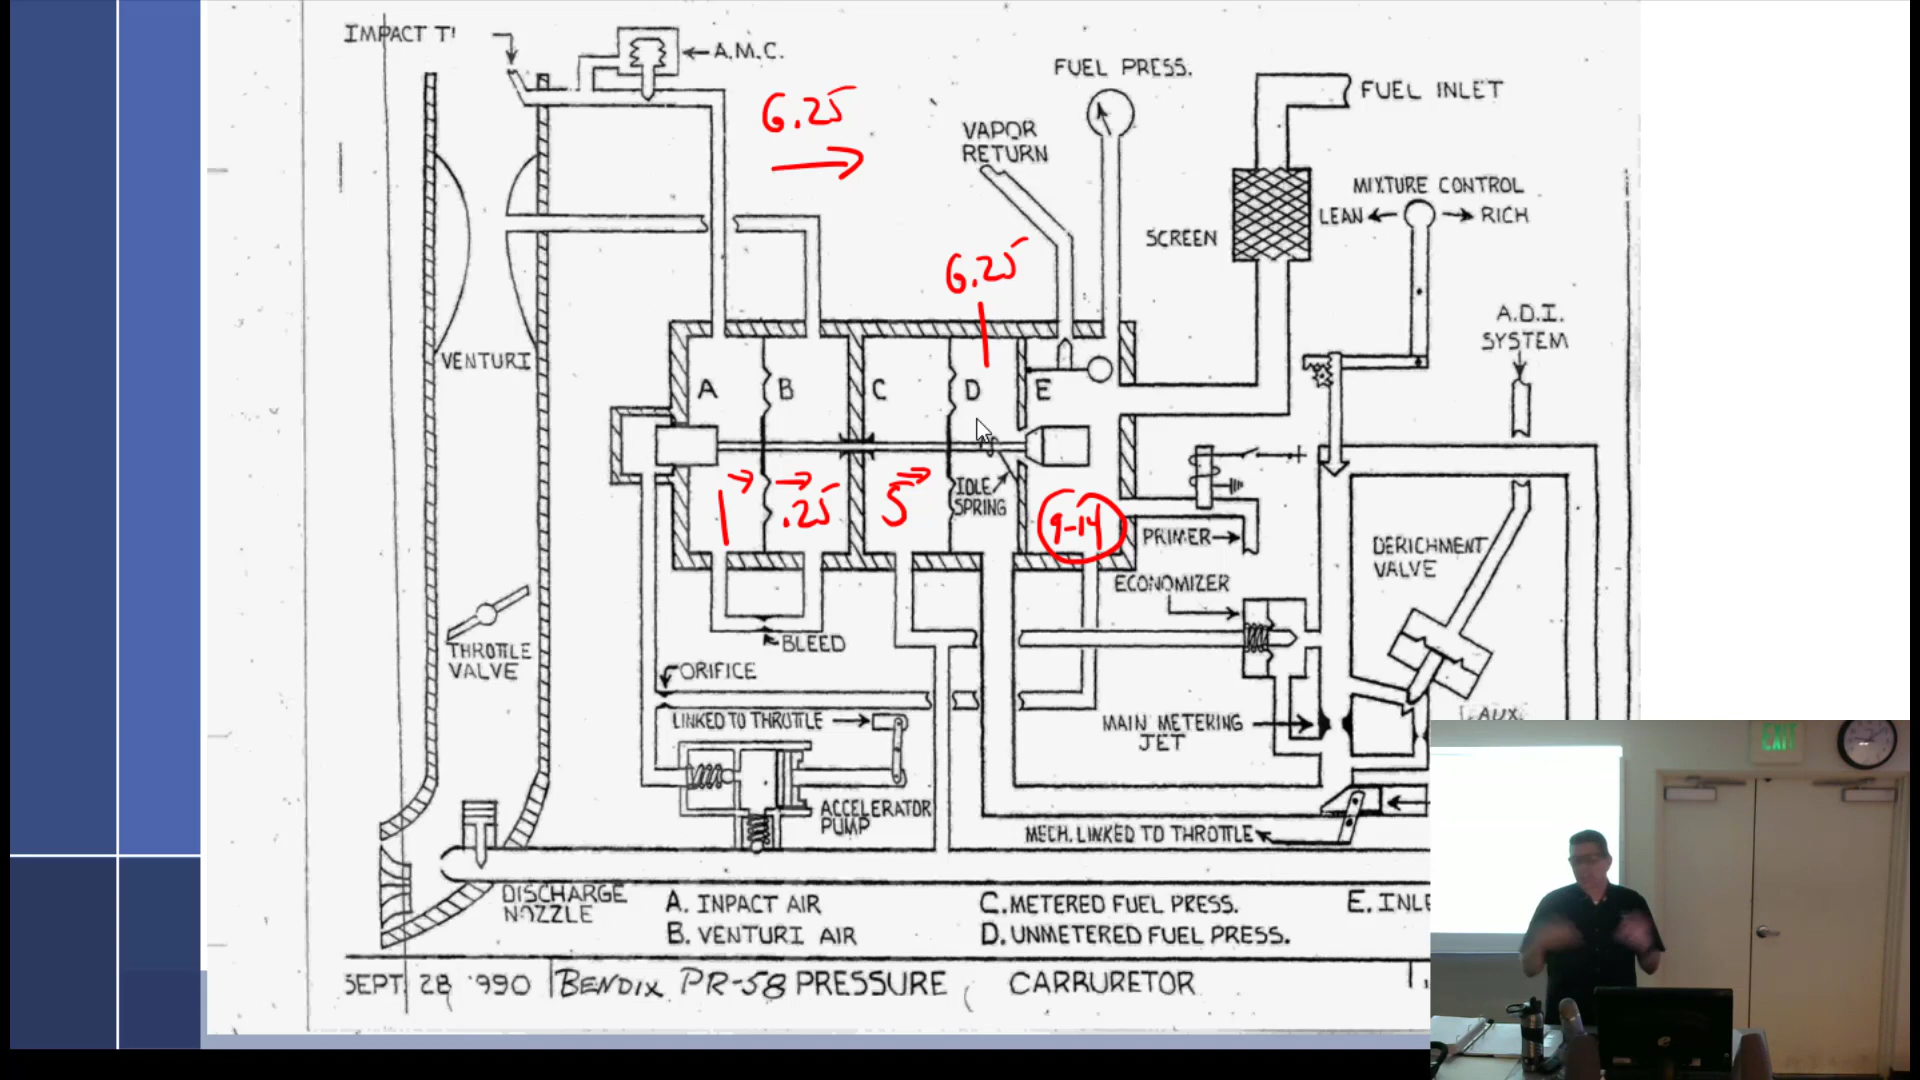 IMPACT T'
A.M.C.
6.25
FUEL PRESS.
FUEL INLET
VAPOR
RETURN
MIXTURE CONTROL
LEAN
RICH
SCREEN
6.25
A.D.I.
SYSTEM
VENTURI
A
B
C
D
E
1
.25
5
IDLE
SPRING
9-14
PRIMER
DERICHMENT
VALVE
ECONOMIZER
BLEED
THROTTLE
VALVE
ORIFICE
LINKED TO THROTTLE
MAIN METERING
JET
AUX
EXIT
ACCELERATOR
PUMP
MECH. LINKED TO THROTTLE
DISCHARGE
NOZZLE
A. INPACT AIR
B. VENTURI AIR
C. METERED FUEL PRESS.
D. UNMETERED FUEL PRESS.
E. INLE
SEPT. 28 '990
BENDIX PR-58 PRESSURE CARRURETOR